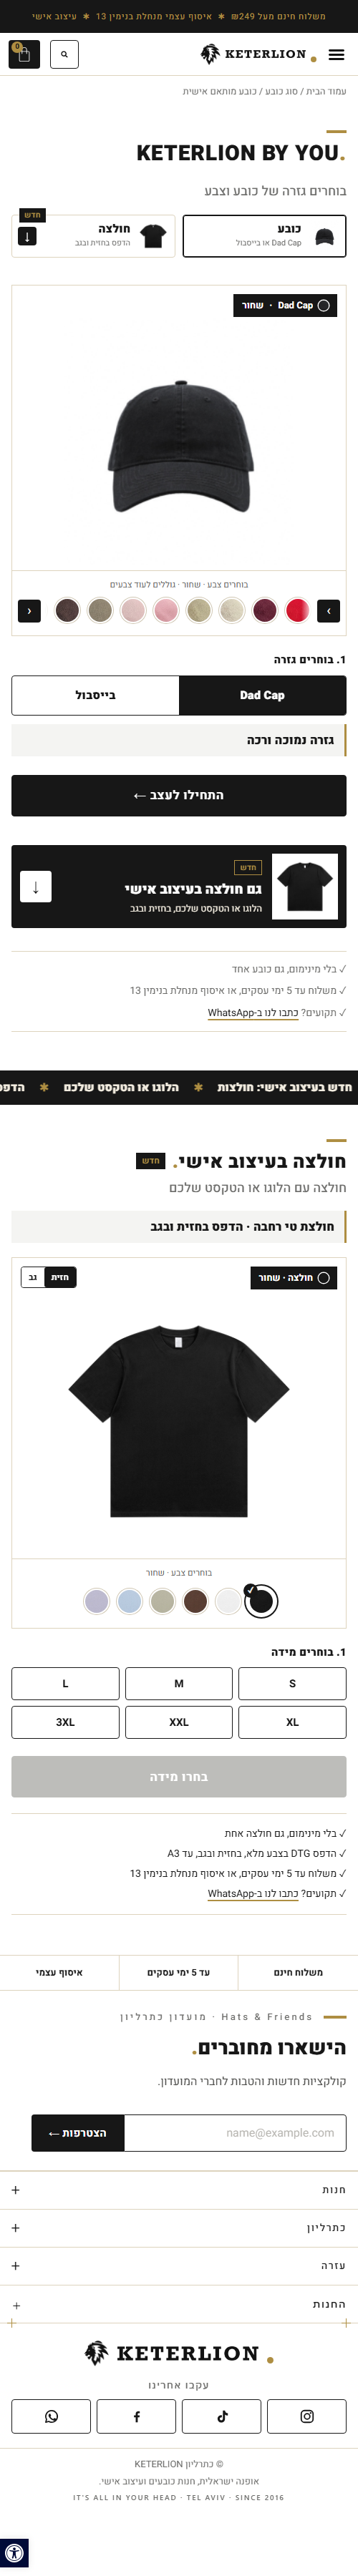 משלוח חינם מעל 249₪ ✱ איסוף עצמי מנחלת בנימין 13 ✱ עיצוב אישי
KETERLION
0
עמוד הבית / סוג כובע / כובע מותאם אישית
KETERLION BY YOU.
בוחרים גזרה של כובע וצבע
כובע
Dad Cap או בייסבול
חדש
חולצה
הדפס בחזית ובגב
↓
Dad Cap · שחור
בוחרים צבע · שחור · גוללים לעוד צבעים
1. בוחרים גזרה
Dad Cap
בייסבול
גזרה נמוכה ורכה
התחילו לעצב ←
חדש
גם חולצה בעיצוב אישי
הלוגו או הטקסט שלכם, בחזית ובגב
↓
✓ בלי מינימום, גם כובע אחד
✓ משלוח עד 5 ימי עסקים, או איסוף מנחלת בנימין 13
✓ תקועים? כתבו לנו ב-WhatsApp
חדש בעיצוב אישי: חולצות ✱ הלוגו או הטקסט שלכם ✱ הדפס
חולצה בעיצוב אישי. חדש
חולצה עם הלוגו או הטקסט שלכם
חולצת טי רחבה · הדפס בחזית ובגב
חולצה · שחור
חזית
גב
בוחרים צבע · שחור
1. בוחרים מידה
S
M
L
XL
XXL
3XL
בחרו מידה
✓ בלי מינימום, גם חולצה אחת
✓ הדפס DTG בצבע מלא, בחזית ובגב, עד A3
✓ משלוח עד 5 ימי עסקים, או איסוף מנחלת בנימין 13
✓ תקועים? כתבו לנו ב-WhatsApp
משלוח חינם
עד 5 ימי עסקים
איסוף עצמי
Hats & Friends · מועדון כתרליון
הישארו מחוברים.
קולקציות חדשות והטבות לחברי המועדון.
name@example.com
הצטרפות ←
חנות +
כתרליון +
עזרה +
החנות +
KETERLION
עקבו אחרינו
© כתרליון KETERLION
אופנה ישראלית, חנות כובעים ועיצוב אישי.
IT'S ALL IN YOUR HEAD · TEL AVIV · SINCE 2016